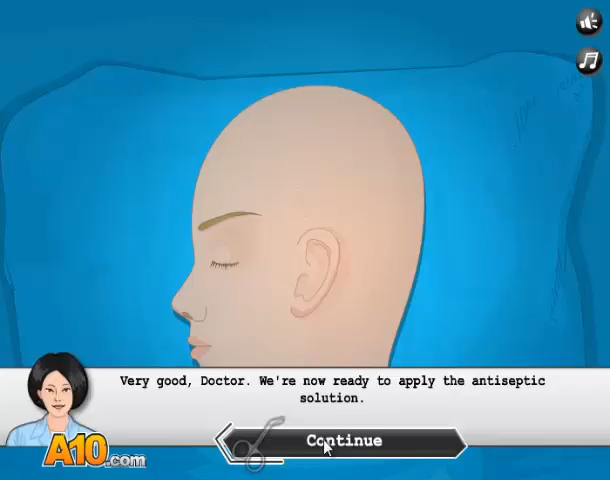 Very good, Doctor. We're now ready to apply the antiseptic
solution.
Continue
A10.com